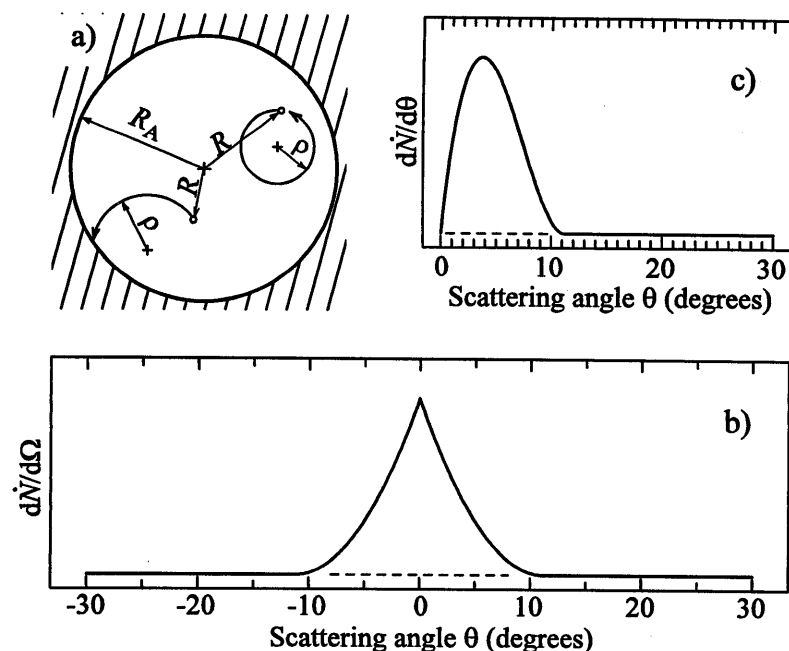 a)
R_A
R
ρ
R
ρ
c)
dṄ/dθ
0 10 20 30
Scattering angle θ (degrees)
b)
dṄ/dΩ
-30 -20 -10 0 10 20 30
Scattering angle θ (degrees)